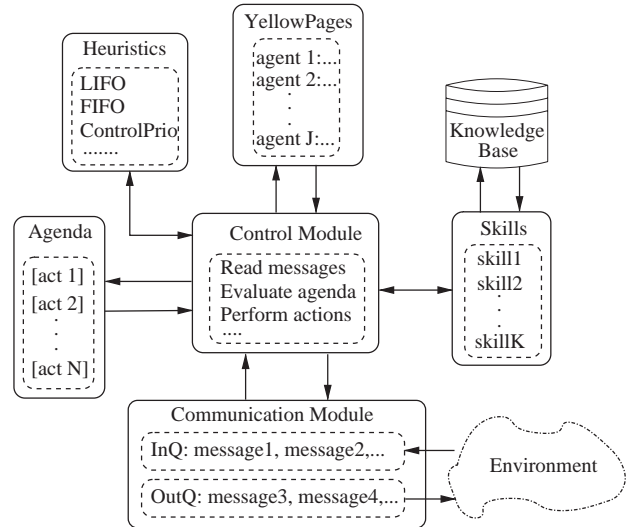 YellowPages
agent 1:...
agent 2:...
.
.
agent J:...
Heuristics
LIFO
FIFO
ControlPrio
.......
Knowledge
Base
Agenda
[act 1]
[act 2]
.
.
[act N]
Control Module
Read messages
Evaluate agenda
Perform actions
....
Skills
skill1
skill2
.
.
skillK
Communication Module
InQ: message1, message2,...
OutQ: message3, message4,...
Environment